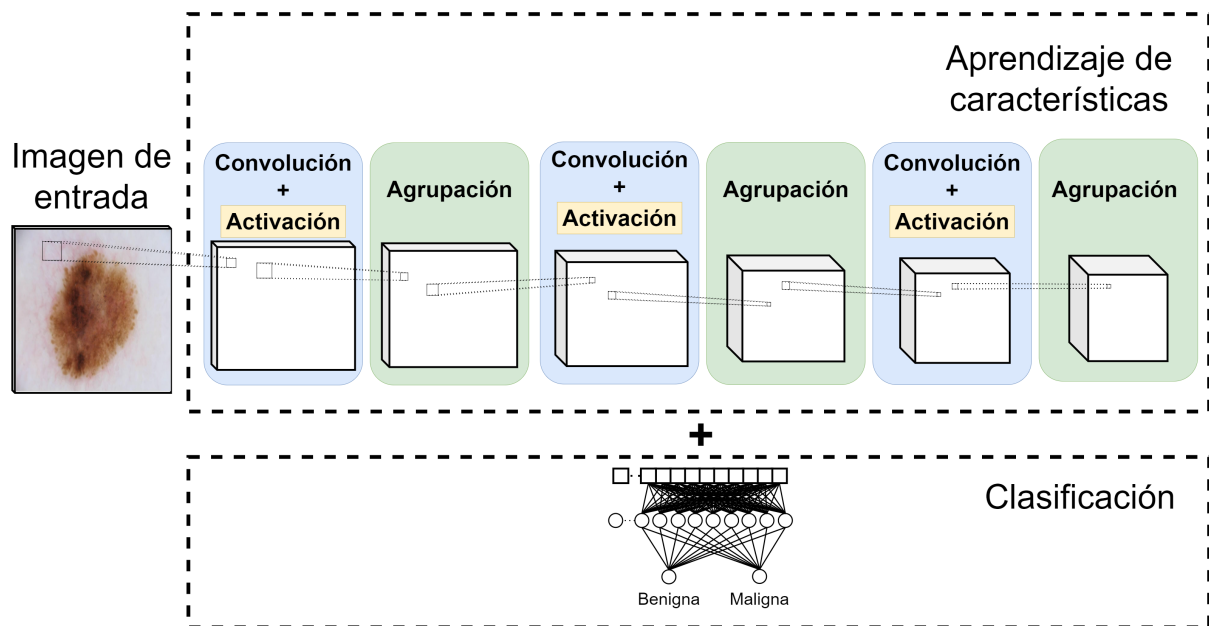 Aprendizaje de
características
Imagen de
entrada
Convolución
+
Activación
Agrupación
Convolución
+
Activación
Agrupación
Convolución
+
Activación
Agrupación
+
Clasificación
Benigna
Maligna